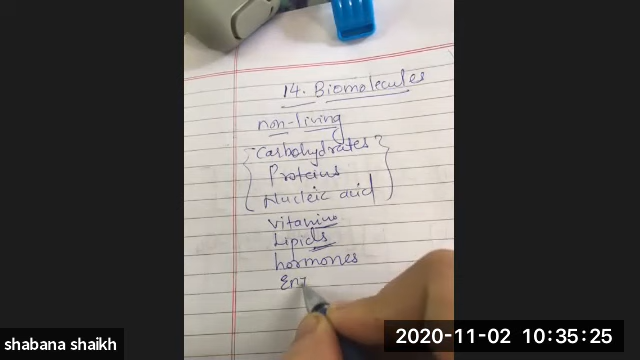 14. Biomolecules
non-living
Carbohydrates
Proteins
Nucleic acid
Vitamins
Lipids
hormones
shabana shaikh
2020-11-02 10:35:25